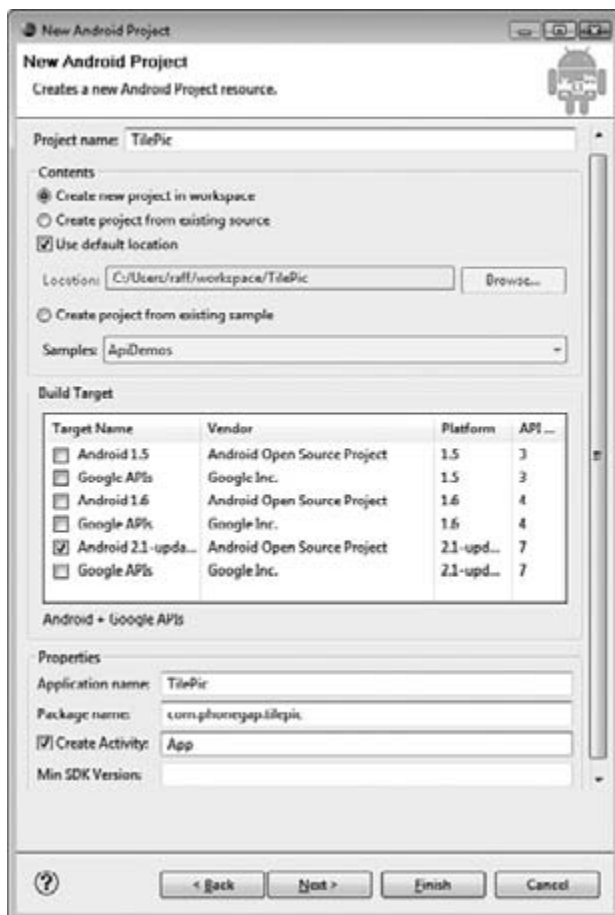 New Android Project
New Android Project
Creates a new Android Project resource.
Project name: TilePic
Contents
Create new project in workspace
Create project from existing source
Use default location
Location: C:/Users/raff/workspace/TilePic Browse...
Create project from existing sample
Samples: ApiDemos
Build Target
Target Name Vendor Platform API ...
Android 1.5 Android Open Source Project 1.5 3
Google APIs Google Inc. 1.5 3
Android 1.6 Android Open Source Project 1.6 4
Google APIs Google Inc. 1.6 4
Android 2.1-upda... Android Open Source Project 2.1-upd... 7
Google APIs Google Inc. 2.1-upd... 7
Android + Google APIs
Properties
Application name: TilePic
Package name: com.phonegap.tilepic
Create Activity: App
Min SDK Version:
? < Back Next > Finish Cancel